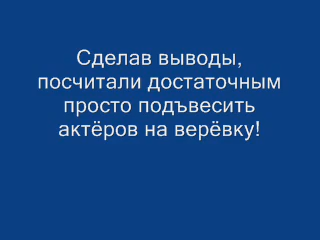 Сделав выводы,
посчитали достаточным
просто подъвесить
актёров на верёвку!